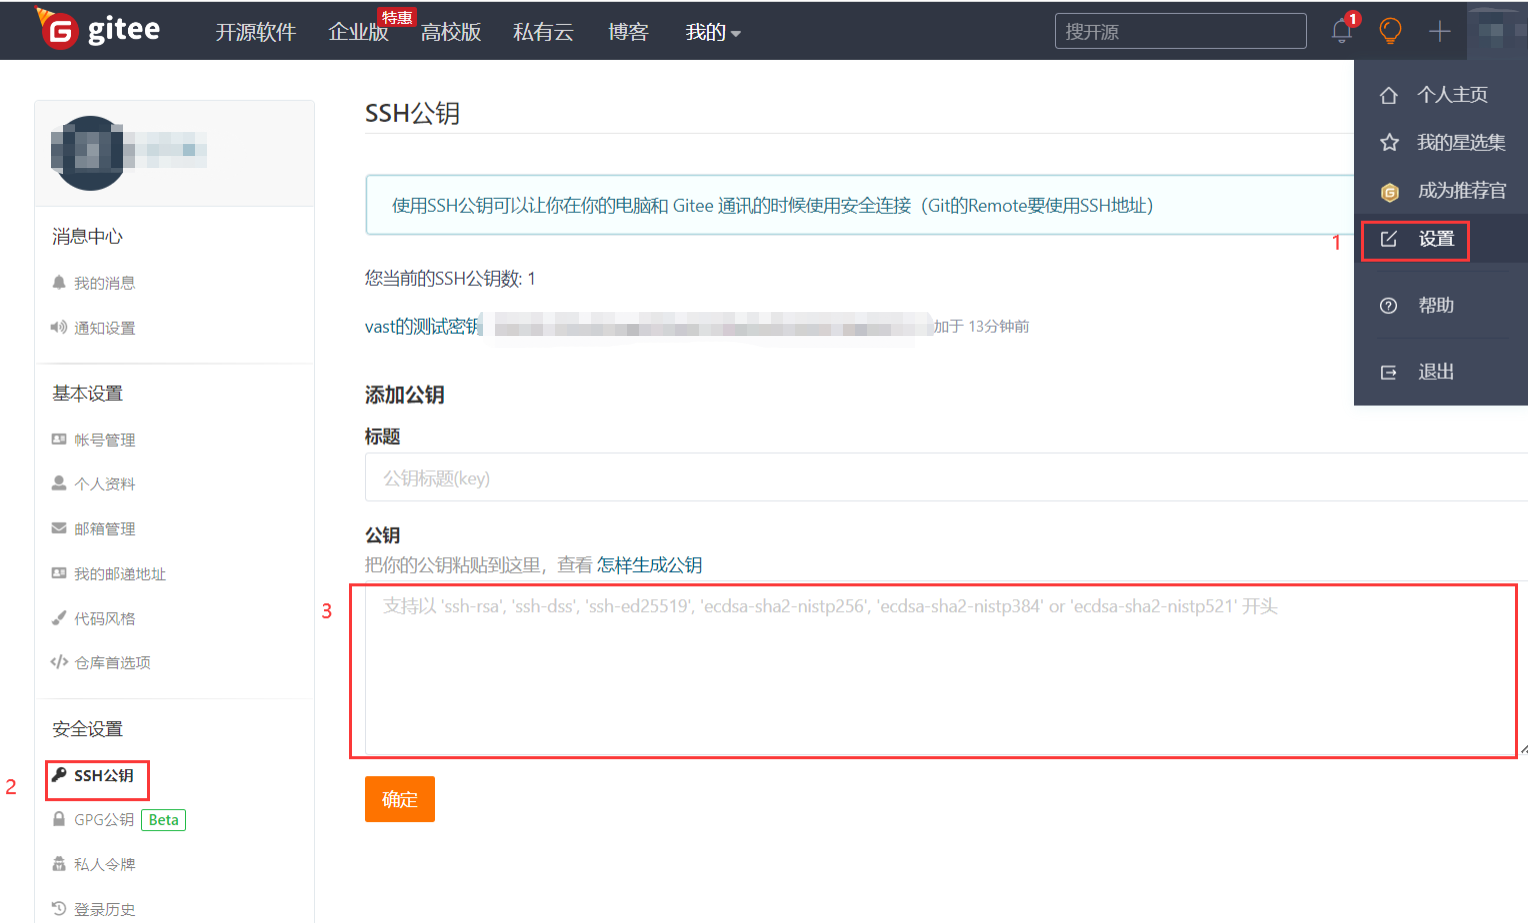 gitee
开源软件
企业版
特惠
高校版
私有云
博客
我的
搜开源
1
个人主页
我的星选集
成为推荐官
1
设置
帮助
退出
消息中心
我的消息
通知设置
基本设置
帐号管理
个人资料
邮箱管理
我的邮递地址
代码风格
仓库首选项
安全设置
2
SSH公钥
GPG公钥 Beta
私人令牌
登录历史
SSH公钥
使用SSH公钥可以让你在你的电脑和 Gitee 通讯的时候使用安全连接（Git的Remote要使用SSH地址）
您当前的SSH公钥数: 1
vast的测试密钥
加于 13分钟前
添加公钥
标题
公钥标题(key)
公钥
把你的公钥粘贴到这里，查看 怎样生成公钥
3
支持以 'ssh-rsa', 'ssh-dss', 'ssh-ed25519', 'ecdsa-sha2-nistp256', 'ecdsa-sha2-nistp384' or 'ecdsa-sha2-nistp521' 开头
确定